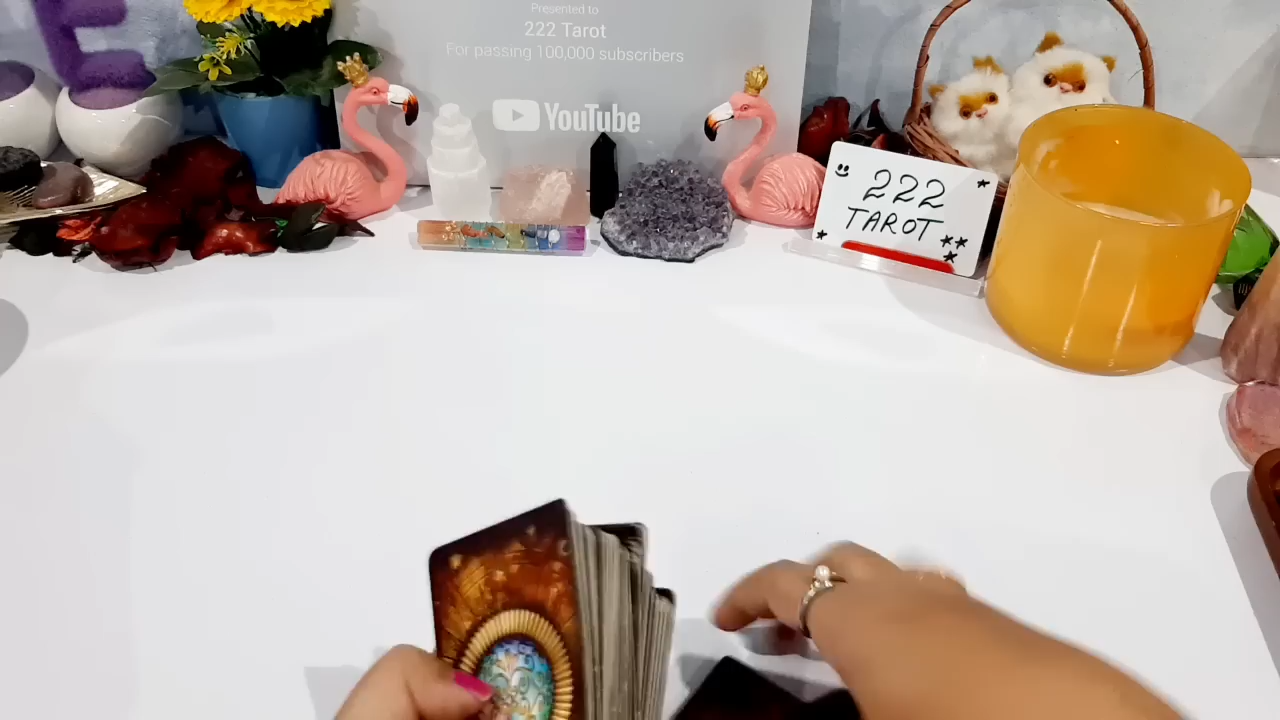 E
Presented to
222 Tarot
For passing 100,000 subscribers
YouTube
222
TAROT